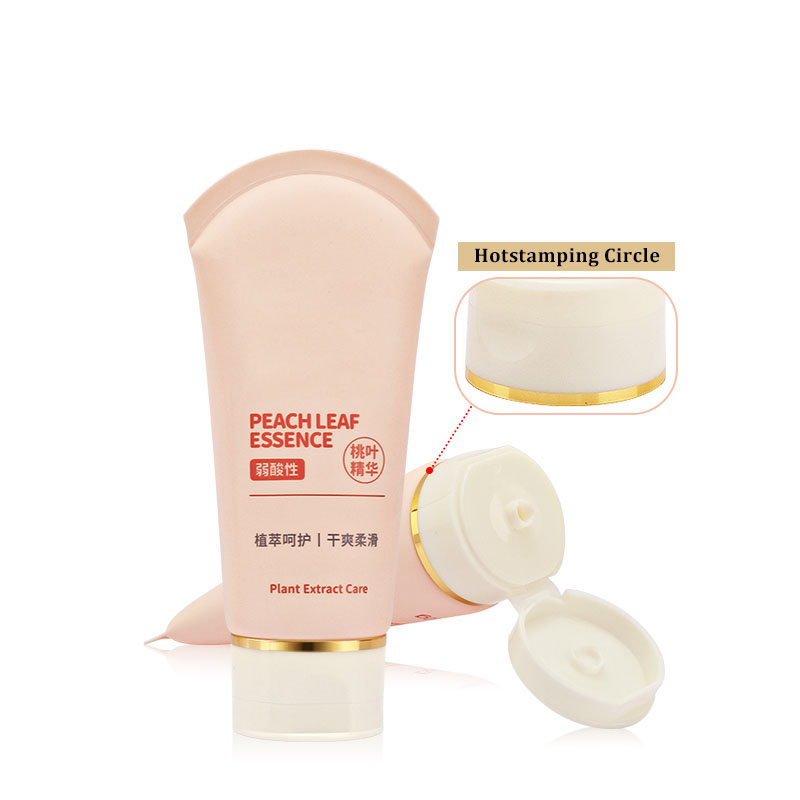 Hotstamping Circle
PEACH LEAF
ESSENCE
弱酸性
桃叶
精华
植萃呵护丨干爽柔滑
Plant Extract Care